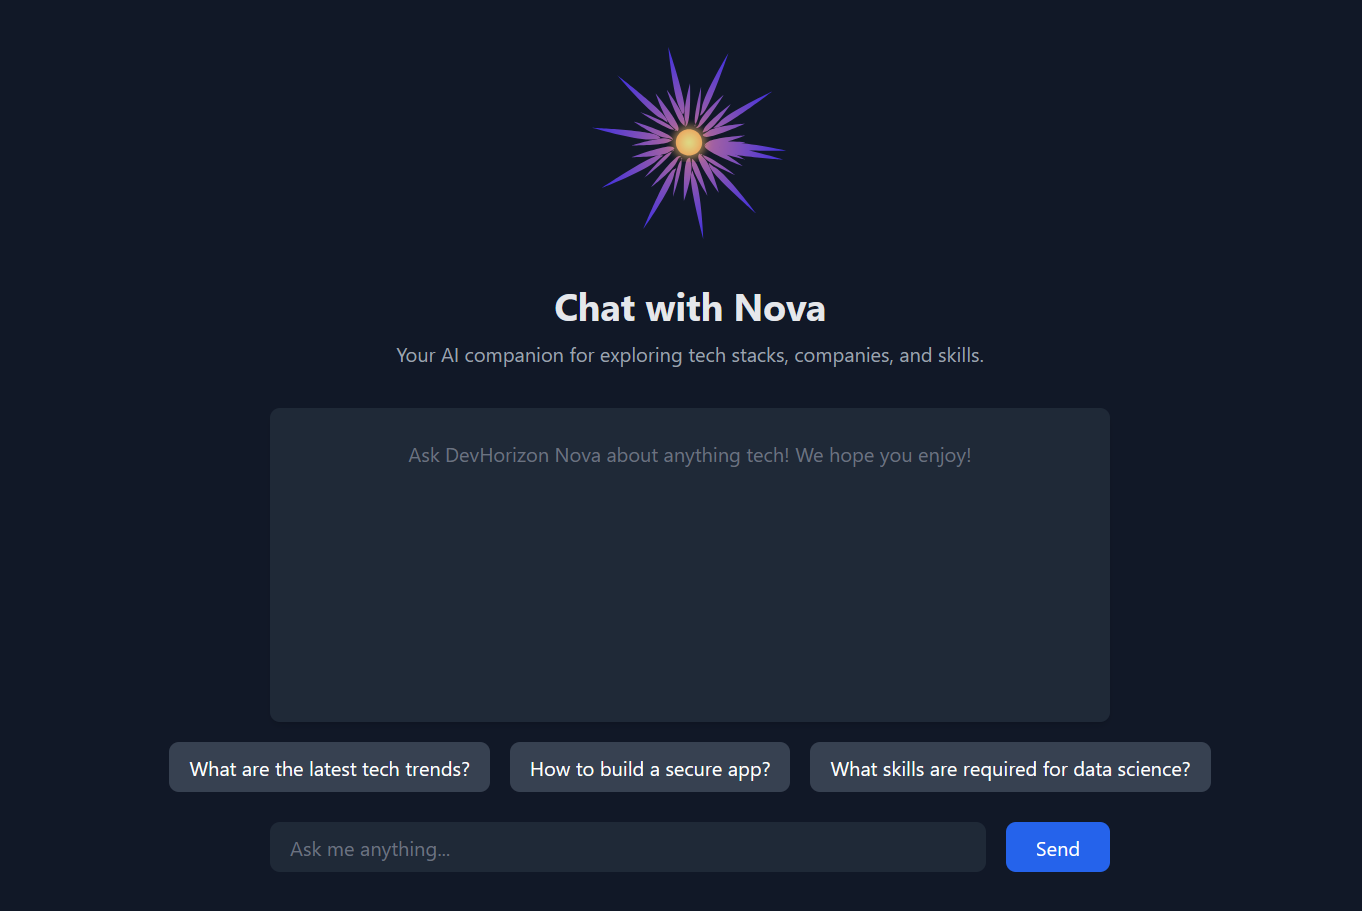 Chat with Nova
Your AI companion for exploring tech stacks, companies, and skills.
Ask DevHorizon Nova about anything tech! We hope you enjoy!
What are the latest tech trends?
How to build a secure app?
What skills are required for data science?
Ask me anything...
Send